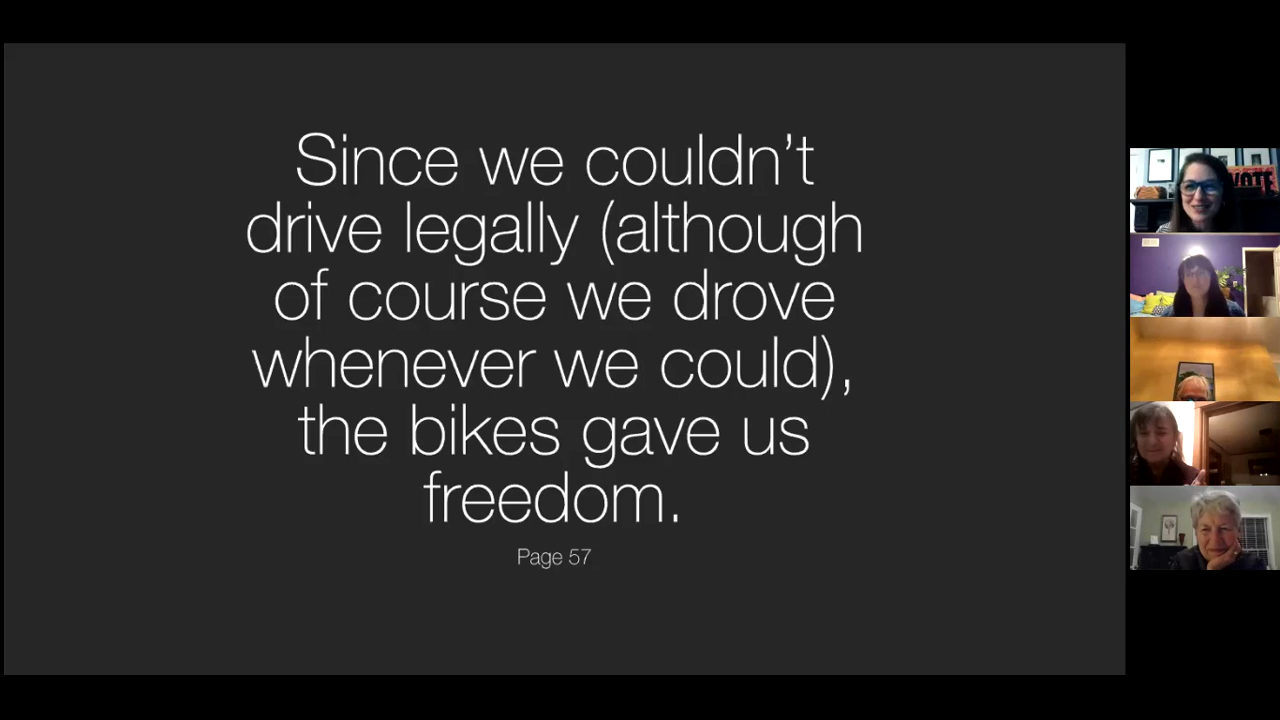 Since we couldn’t
drive legally (although
of course we drove
whenever we could),
the bikes gave us
freedom.
Page 57
VOTE